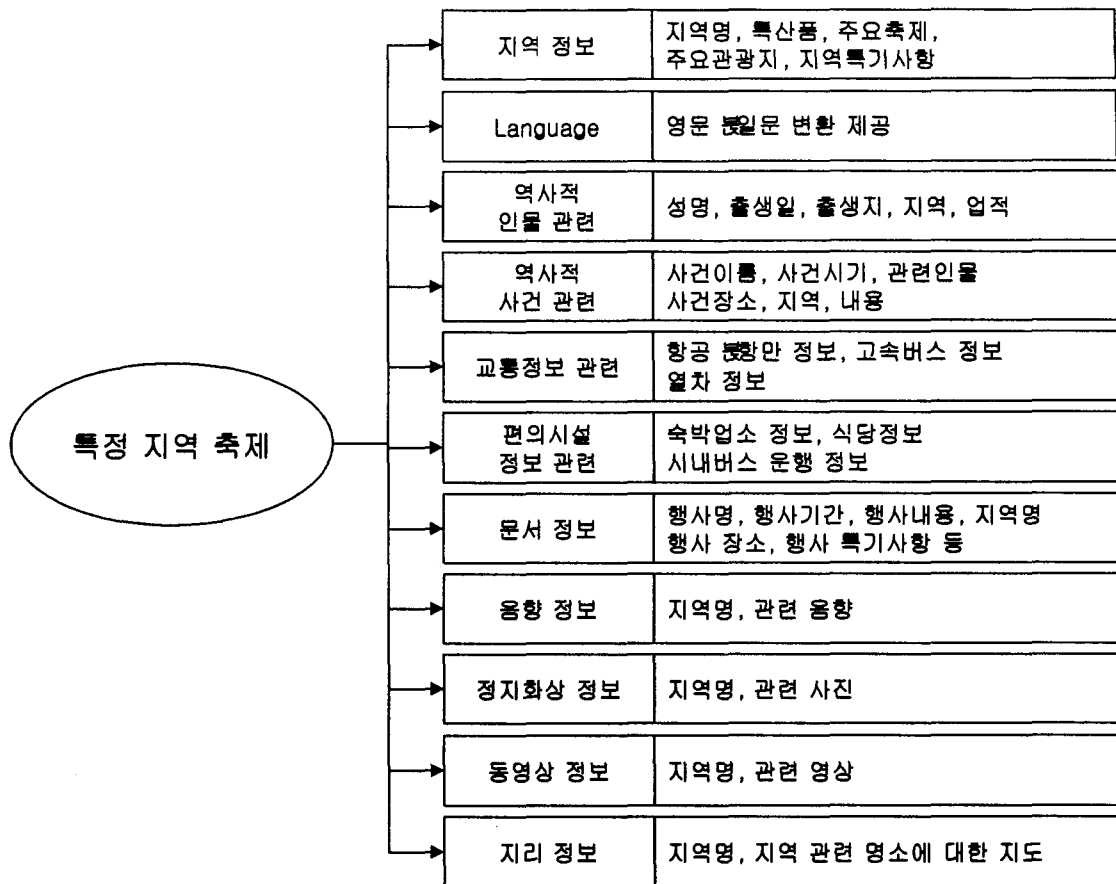 지역 정보
지역명, 특산품, 주요축제,
주요관광지, 지역특기사항
Language
영문 일문 변환 제공
역사적
인물 관련
성명, 출생일, 출생지, 지역, 업적
역사적
사건 관련
사건이름, 사건시기, 관련인물
사건장소, 지역, 내용
교통정보 관련
항공 항만 정보, 고속버스 정보
열차 정보
특정 지역 축제
편의시설
정보 관련
숙박업소 정보, 식당정보
시내버스 운행 정보
문서 정보
행사명, 행사기간, 행사내용, 지역명
행사 장소, 행사 특기사항 등
음향 정보
지역명, 관련 음향
정지화상 정보
지역명, 관련 사진
동영상 정보
지역명, 관련 영상
지리 정보
지역명, 지역 관련 명소에 대한 지도